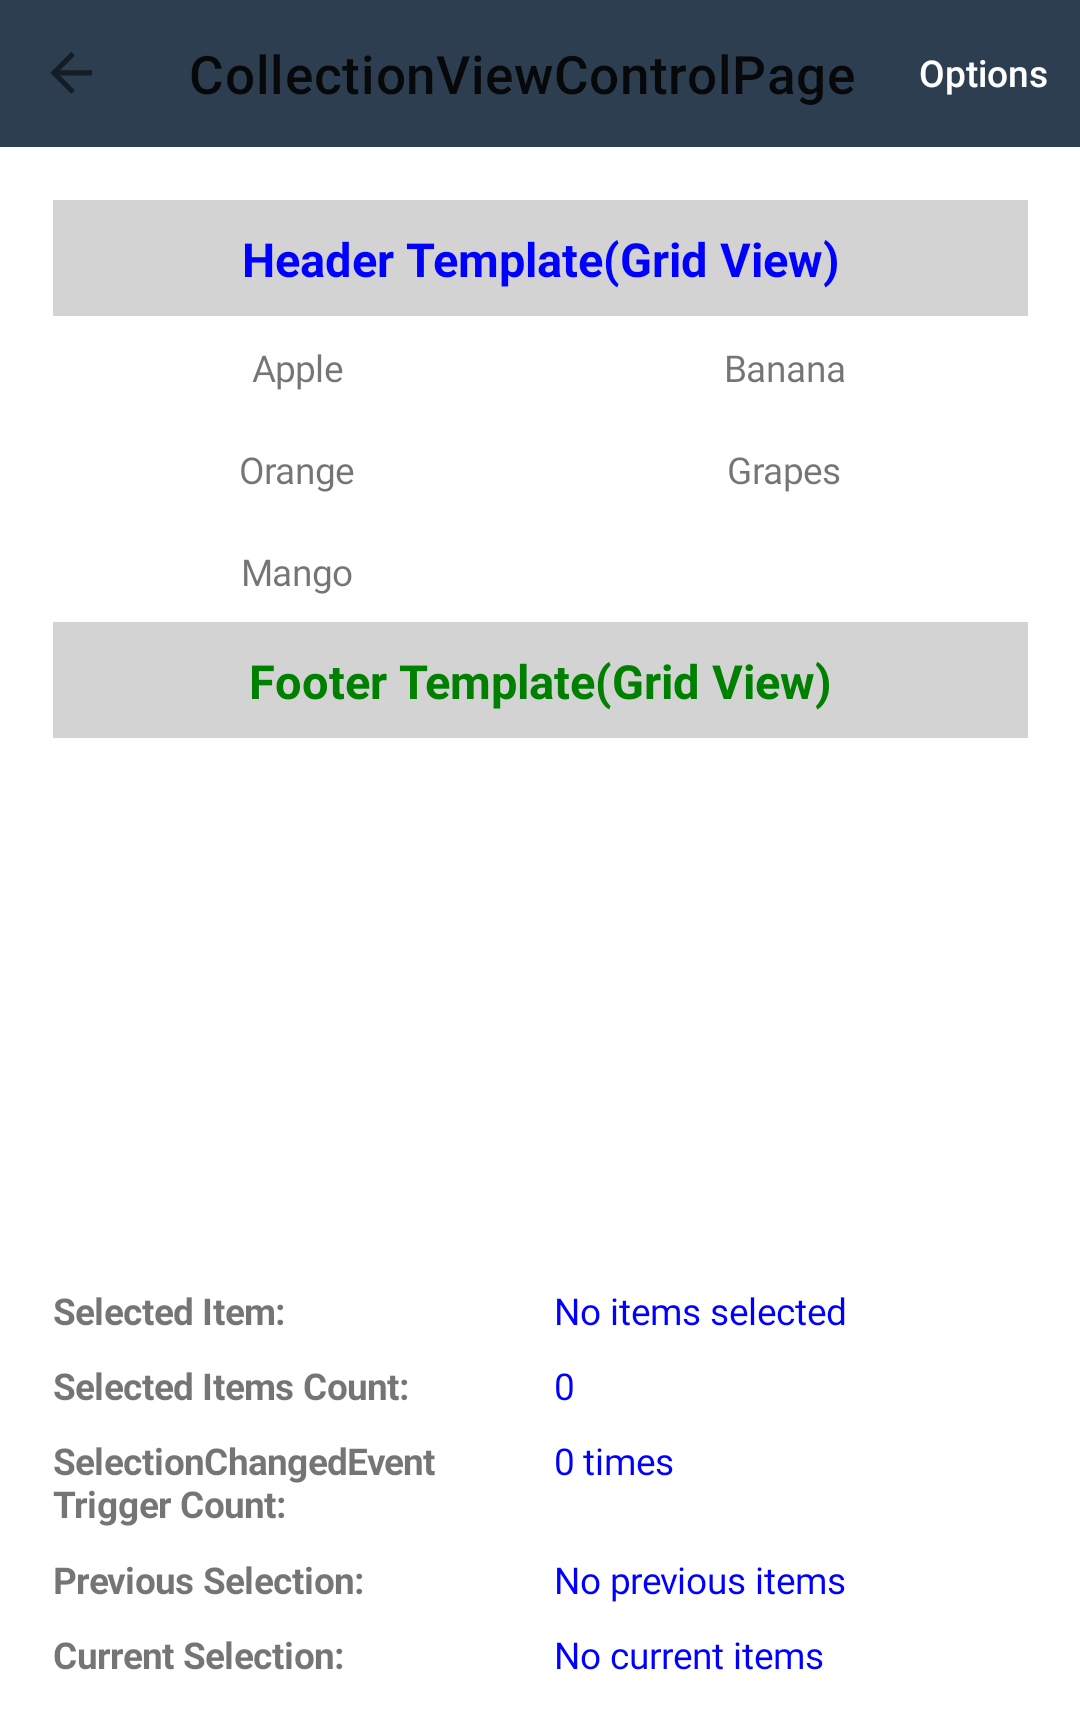 CollectionViewControlPage Options
Header Template(Grid View)
Apple Banana
Orange Grapes
Mango
Footer Template(Grid View)
Selected Item: No items selected
Selected Items Count: 0
SelectionChangedEvent 0 times
Trigger Count:
Previous Selection: No previous items
Current Selection: No current items